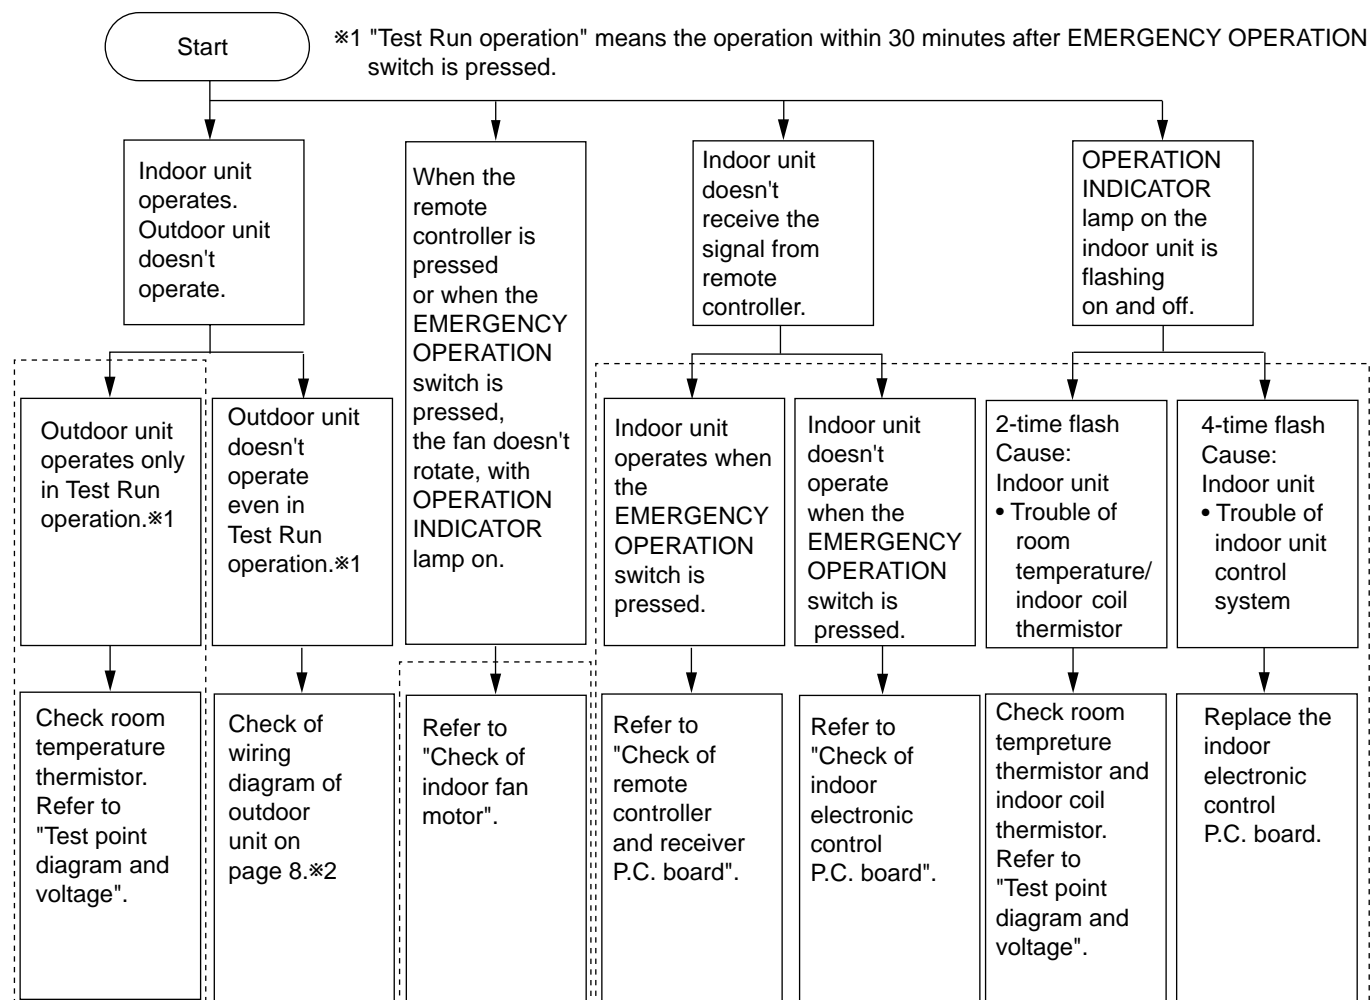 Start
※1 "Test Run operation" means the operation within 30 minutes after EMERGENCY OPERATION
switch is pressed.
Indoor unit
operates.
Outdoor unit
doesn't
operate.
When the
remote
controller is
pressed
or when the
EMERGENCY
OPERATION
switch is
pressed,
the fan doesn't
rotate, with
OPERATION
INDICATOR
lamp on.
Indoor unit
doesn't
receive the
signal from
remote
controller.
OPERATION
INDICATOR
lamp on the
indoor unit is
flashing
on and off.
Outdoor unit
operates only
in Test Run
operation.※1
Outdoor unit
doesn't
operate
even in
Test Run
operation.※1
Indoor unit
operates when
the
EMERGENCY
OPERATION
switch is
pressed.
Indoor unit
doesn't
operate
when the
EMERGENCY
OPERATION
switch is
pressed.
2-time flash
Cause:
Indoor unit
• Trouble of
room
temperature/
indoor coil
thermistor
4-time flash
Cause:
Indoor unit
• Trouble of
indoor unit
control
system
Check room
temperature
thermistor.
Refer to
"Test point
diagram and
voltage".
Check of
wiring
diagram of
outdoor
unit on
page 8.※2
Refer to
"Check of
indoor fan
motor".
Refer to
"Check of
remote
controller
and receiver
P.C. board".
Refer to
"Check of
indoor
electronic
control
P.C. board".
Check room
tempreture
thermistor and
indoor coil
thermistor.
Refer to
"Test point
diagram and
voltage".
Replace the
indoor
electronic
control
P.C. board.